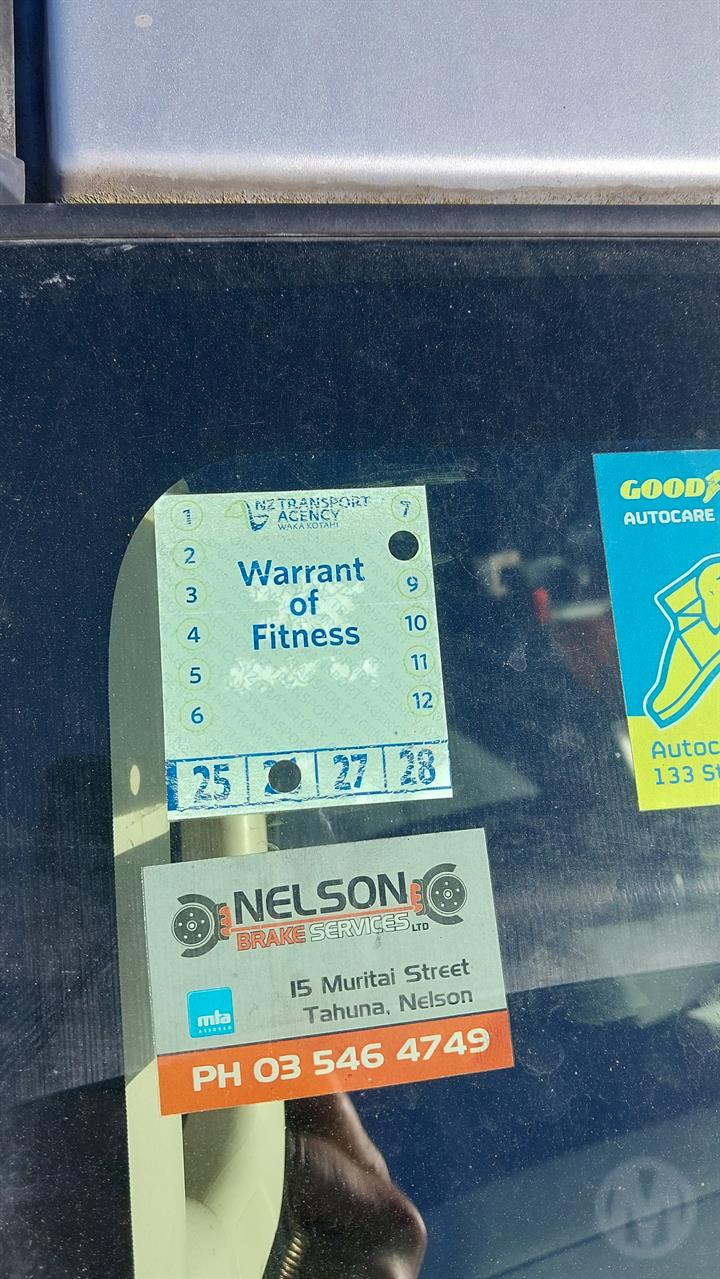 NZ TRANSPORT
AGENCY
WAKA KOTAHI
1
2
3
4
5
6
7
9
10
11
12
Warrant
of
Fitness
25 27 28
GOOD
AUTOCARE
Autoc
133 St
NELSON
BRAKE SERVICES LTD
15 Muritai Street
Tahuna, Nelson
mta
ASSURED
PH 03 546 4749
M